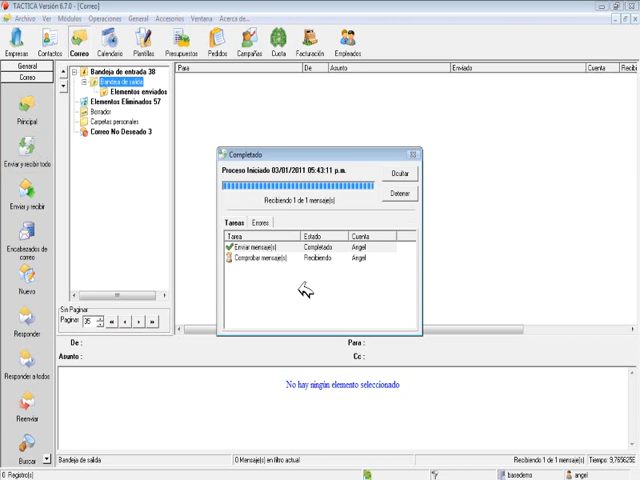 TACTICA Versión 6.7.0 - [Correo]
Archivo Ver Módulos Operaciones General Accesorios Ventana Acerca de...
Empresas Contactos Correo Calendario Plantillas Presupuestos Pedidos Campañas Cuota Facturación Empleados
General
Correo
Principal
Enviar y recibir todo
Enviar y recibir
Encabezados de correo
Nuevo
Responder
Responder a todos
Reenviar
Buscar
Bandeja de entrada 38
Bandeja de salida
Elementos enviados
Elementos Eliminados 57
Borrador
Carpetas personales
Correo No Deseado 3
Sin Paginar
Paginar 35
Para De Asunto Enviado Cuenta Recibi
Completado
Proceso Iniciado 03/01/2011 05:43:11 p.m.
Ocultar
Detener
Recibiendo 1 de 1 mensaje(s)
Tareas Errores
Tarea Estado Cuenta
Enviar mensaje(s) Completado Angel
Comprobar mensaje(s) Recibiendo Angel
De : Para :
Asunto : Cc :
No hay ningún elemento seleccionado
Bandeja de salida 0 Mensaje(s) en filtro actual Recibiendo 1 de 1 mensaje(s) Tiempo: 9,765625E
0 Registro(s) basedemo angel